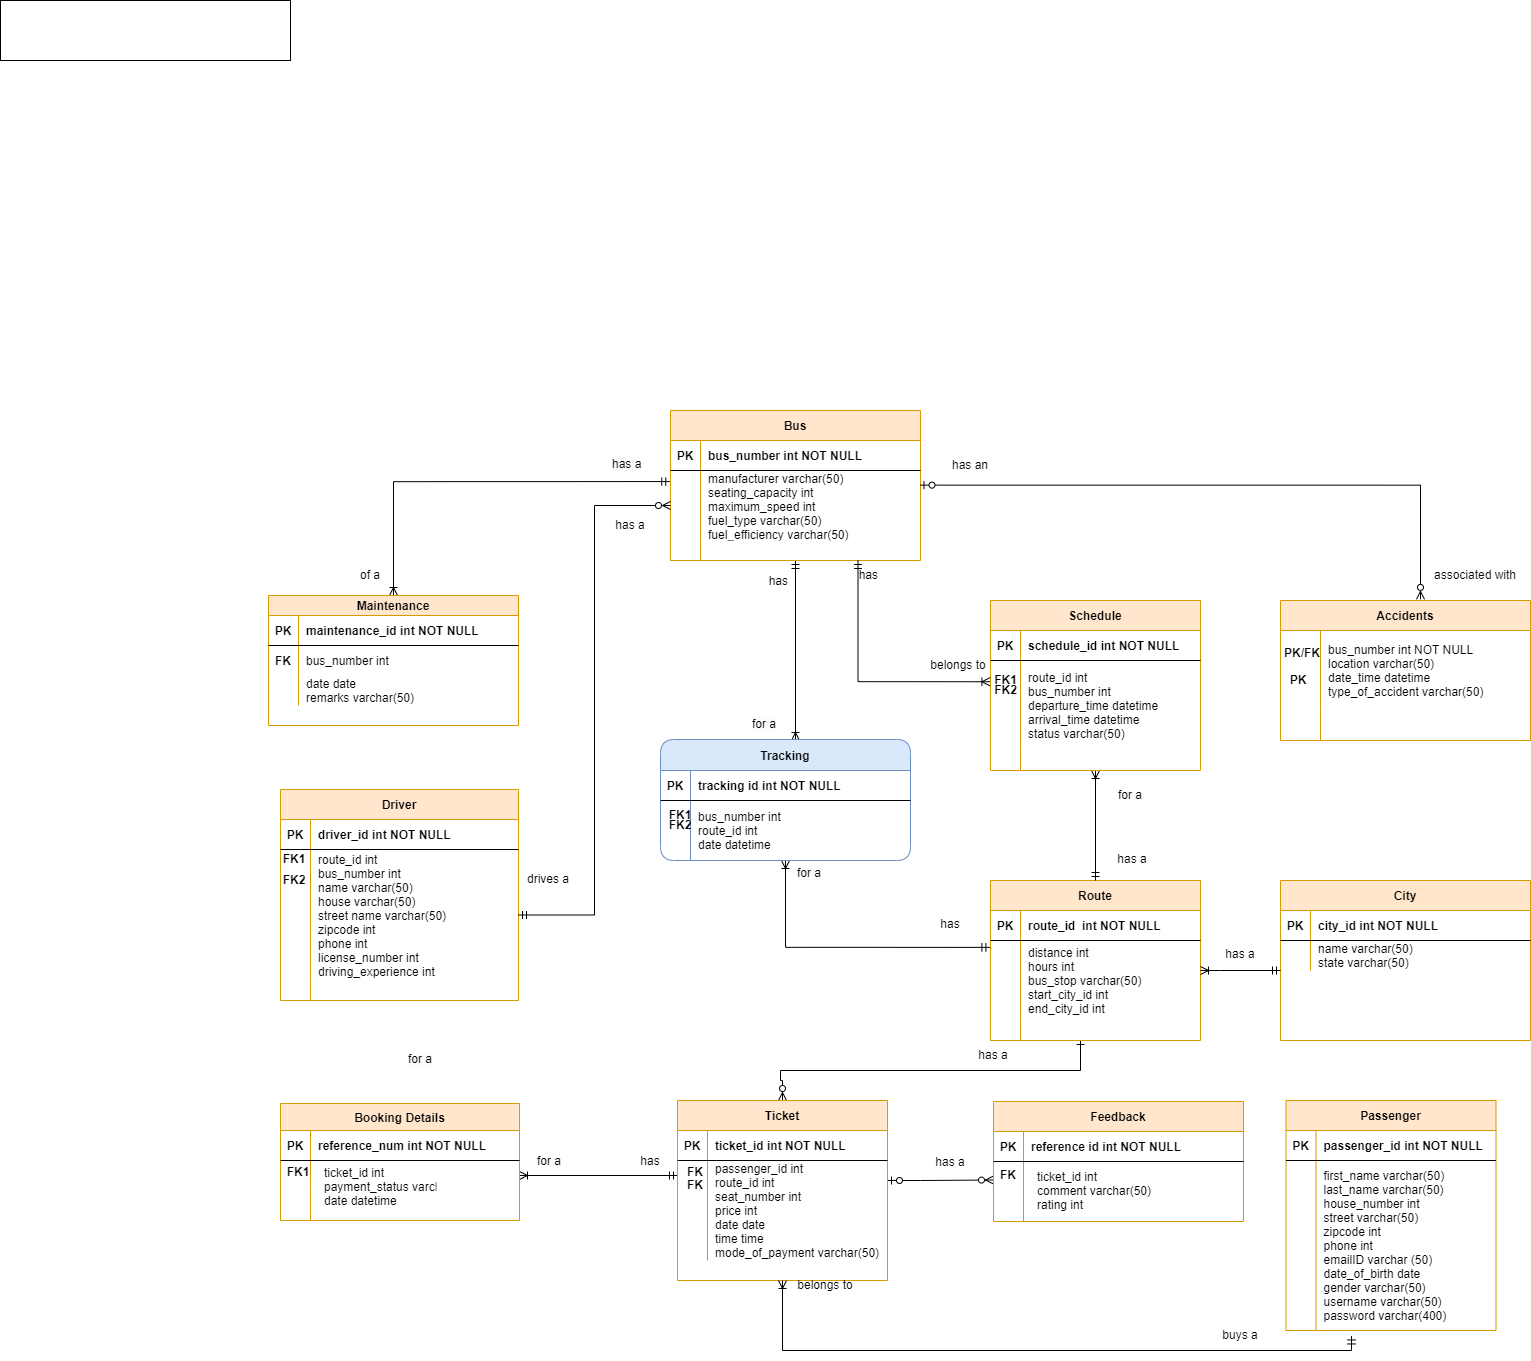 Bus
PK bus_number int NOT NULL
manufacturer varchar(50)
seating_capacity int
maximum_speed int
fuel_type varchar(50)
fuel_efficiency varchar(50)
has a
has a
has an
of a
has
has
associated with
Maintenance
PK maintenance_id int NOT NULL
FK bus_number int
date date
remarks varchar(50)
belongs to
Schedule
PK schedule_id int NOT NULL
FK1 route_id int
FK2 bus_number int
departure_time datetime
arrival_time datetime
status varchar(50)
Accidents
PK/FK bus_number int NOT NULL
location varchar(50)
PK date_time datetime
type_of_accident varchar(50)
for a
Tracking
PK tracking id int NOT NULL
FK1 bus_number int
FK2 route_id int
date datetime
for a
for a
has a
has
Driver
PK driver_id int NOT NULL
FK1 route_id int
FK2 bus_number int
name varchar(50)
house varchar(50)
street name varchar(50)
zipcode int
phone int
license_number int
driving_experience int
drives a
Route
PK route_id int NOT NULL
distance int
hours int
bus_stop varchar(50)
start_city_id int
end_city_id int
has a
City
PK city_id int NOT NULL
name varchar(50)
state varchar(50)
for a
has a
Booking Details
PK reference_num int NOT NULL
FK1 ticket_id int
payment_status varc
date datetime
for a
has
Ticket
PK ticket_id int NOT NULL
FK passenger_id int
FK route_id int
seat_number int
price int
date date
time time
mode_of_payment varchar(50)
has a
Feedback
PK reference id int NOT NULL
FK ticket_id int
comment varchar(50)
rating int
Passenger
PK passenger_id int NOT NULL
first_name varchar(50)
last_name varchar(50)
house_number int
street varchar(50)
zipcode int
phone int
emailID varchar (50)
date_of_birth date
gender varchar(50)
username varchar(50)
password varchar(400)
belongs to
buys a